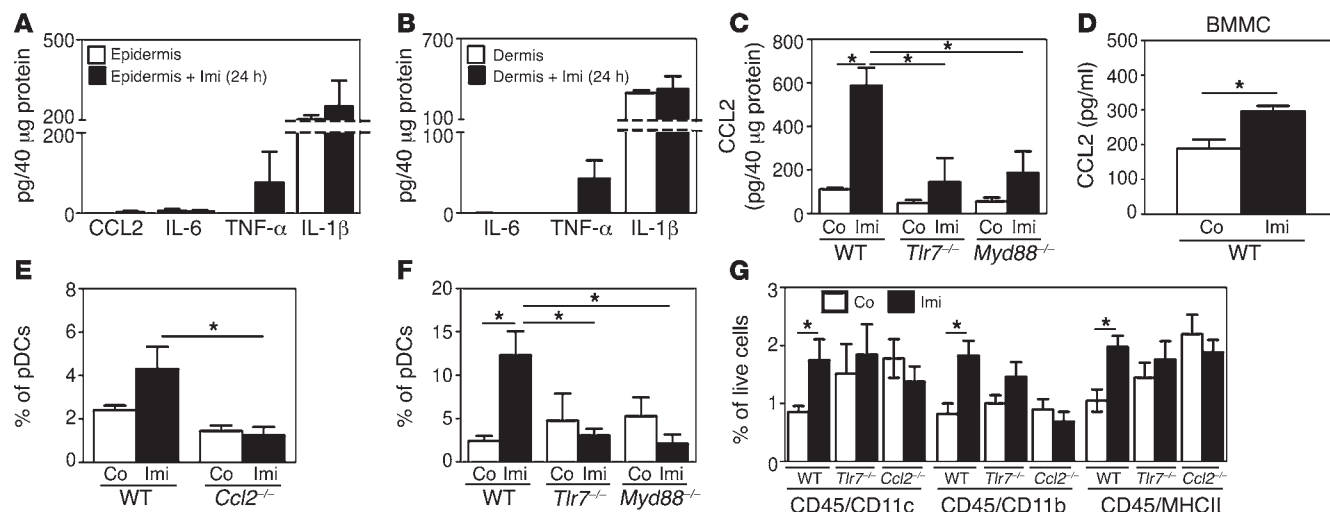 A
pg/40 µg protein
500
200
200
0
Epidermis
Epidermis + Imi (24 h)
CCL2 IL-6 TNF-α IL-1β
B
pg/40 µg protein
700
100
100
0
Dermis
Dermis + Imi (24 h)
IL-6 TNF-α IL-1β
C
CCL2
(pg/40 µg protein)
800
600
400
200
0
* * *
Co Imi Co Imi Co Imi
WT Tlr7–/– Myd88–/–
D
BMMC
CCL2 (pg/ml)
500
400
300
200
100
0
*
Co Imi
WT
E
% of pDCs
8
6
4
2
0
*
Co Imi Co Imi
WT Ccl2–/–
F
% of pDCs
20
15
10
5
0
* * *
Co Imi Co Imi Co Imi
WT Tlr7–/– Myd88–/–
G
% of live cells
3
2
1
0
Co Imi
* * *
WT Tlr7–/– Ccl2–/– WT Tlr7–/– Ccl2–/– WT Tlr7–/– Ccl2–/–
CD45/CD11c CD45/CD11b CD45/MHCII